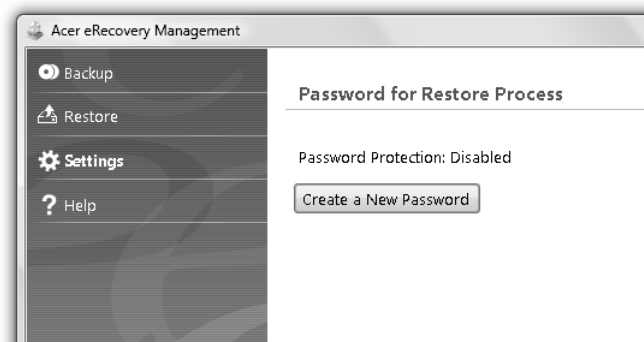 Acer eRecovery Management
Backup
Restore
Settings
Help
Password for Restore Process
Password Protection: Disabled
Create a New Password